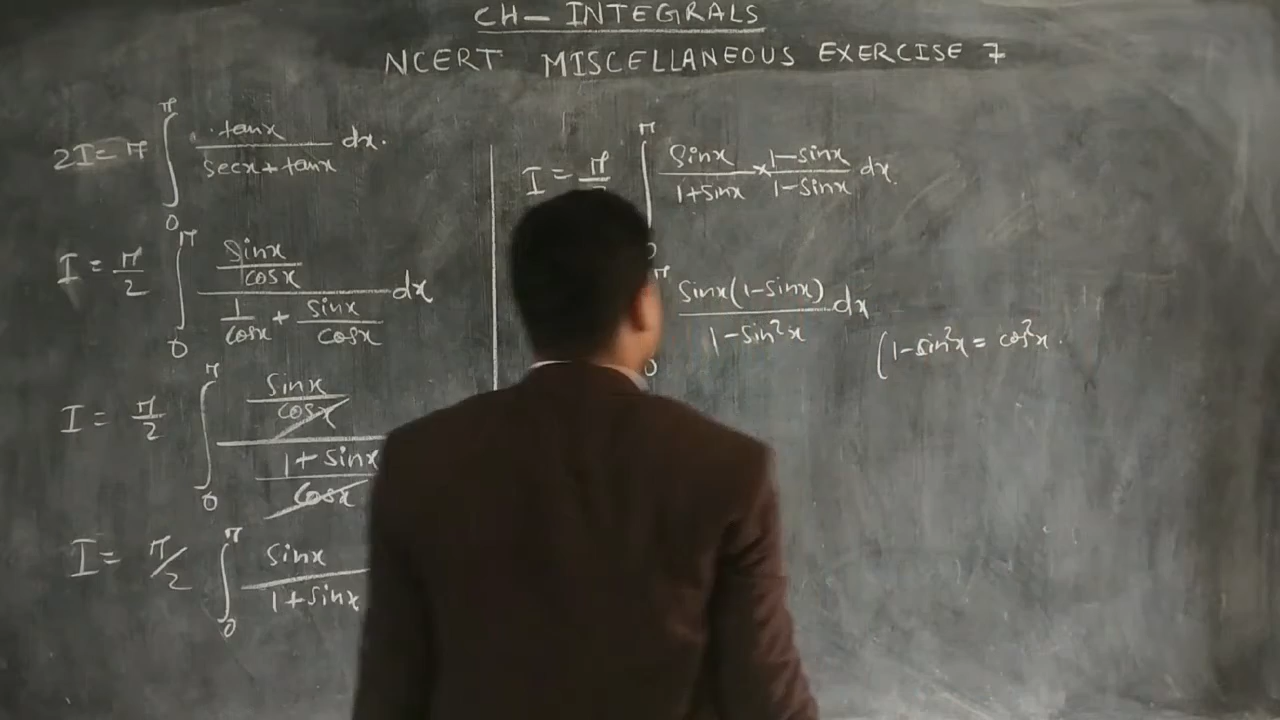 CH- INTEGRALS
NCERT MISCELLANEOUS EXERCISE 7
2I = π ∫₀^π tanx / (secx + tanx) dx.
I = π/2 ∫₀^π (sinx/cosx) / (1/cosx + sinx/cosx) dx
I = π/2 ∫₀^π (sinx/cosx) / ((1 + sinx)/cosx)
I = π/2 ∫₀^π sinx / (1 + sinx)
I = π ∫₀^π sinx/(1+sinx) × (1-sinx)/(1-sinx) dx.
∫₀^π sinx(1-sinx) / (1-sin²x) dx
(1-sin²x = cos²x.